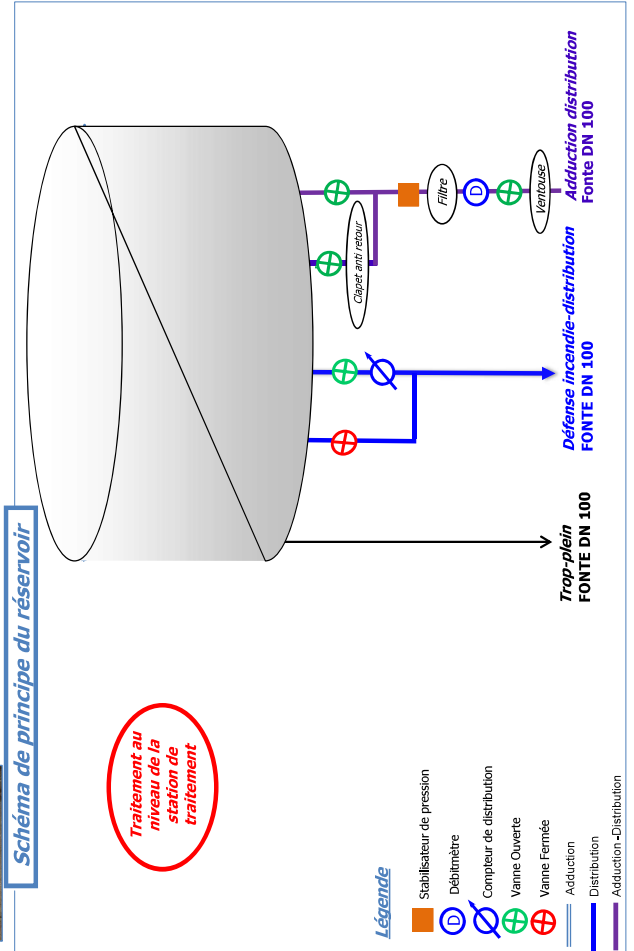 Schéma de principe du réservoir
Traitement au
niveau de la
station de
traitement
Clapet anti retour
Filtre
D
Ventouse
Trop-plein
FONTE DN 100
Défense incendie-distribution
FONTE DN 100
Adduction distribution
Fonte DN 100
Légende
Stabilisateur de pression
D Débitmètre
Compteur de distribution
Vanne Ouverte
Vanne Fermée
Adduction
Distribution
Adduction-Distribution